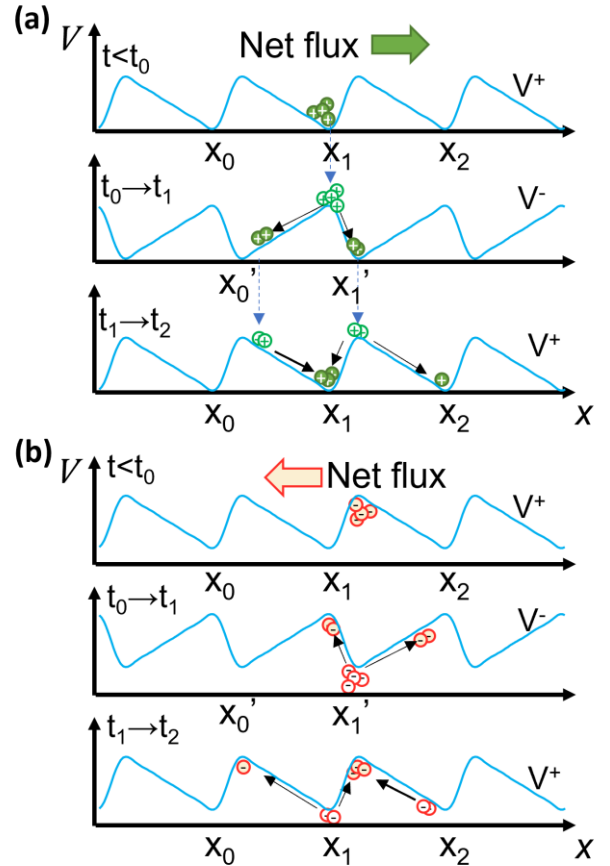 (a)
V
t<t₀
Net flux
V⁺
x₀ x₁ x₂
t₀→t₁
V⁻
x₀’ x₁’
t₁→t₂
V⁺
x₀ x₁ x₂ x
(b)
V
t<t₀
Net flux
V⁺
x₀ x₁ x₂
t₀→t₁
V⁻
x₀’ x₁’
t₁→t₂
V⁺
x₀ x₁ x₂ x